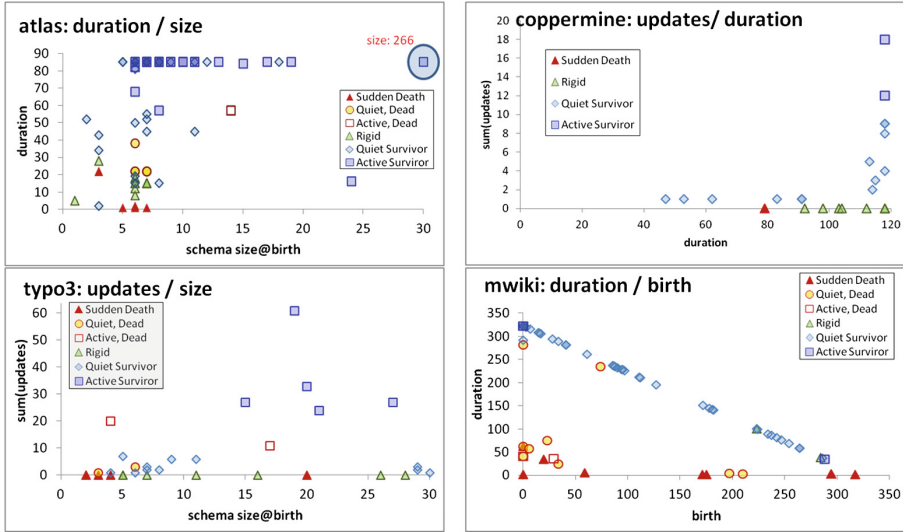 atlas: duration / size
size: 266
duration
90
80
70
60
50
40
30
20
10
0
0 5 10 15 20 25 30
schema size@birth
Sudden Death
Quiet, Dead
Active, Dead
Rigid
Quiet Survivor
Active Surviror
coppermine: updates/ duration
sum(updates)
20
18
16
14
12
10
8
6
4
2
0
0 20 40 60 80 100 120
duration
Sudden Death
Rigid
Quiet Survivor
Active Surviror
typo3: updates / size
sum(updates)
60
50
40
30
20
10
0
0 5 10 15 20 25 30
schema size@birth
Sudden Death
Quiet, Dead
Active, Dead
Rigid
Quiet Survivor
Active Surviror
mwiki: duration / birth
duration
350
300
250
200
150
100
50
0
0 50 100 150 200 250 300 350
birth
Sudden Death
Quiet, Dead
Active, Dead
Rigid
Quiet Survivor
Active Surviror